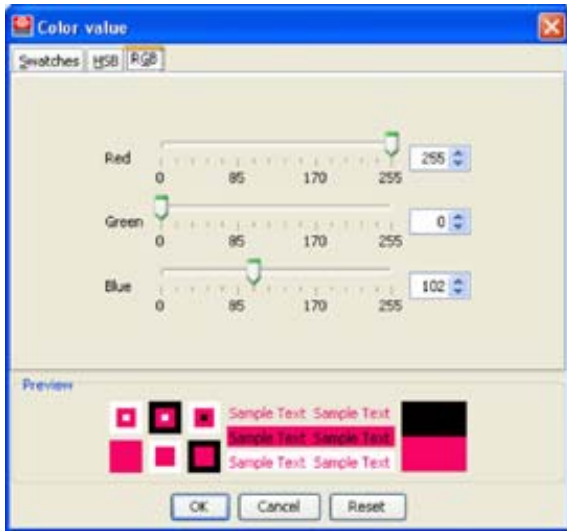 Color value
Swatches HSB RGB
Red 255
0 85 170 255
Green 0
0 85 170 255
Blue 102
0 85 170 255
Preview
Sample Text Sample Text
Sample Text Sample Text
Sample Text Sample Text
OK Cancel Reset